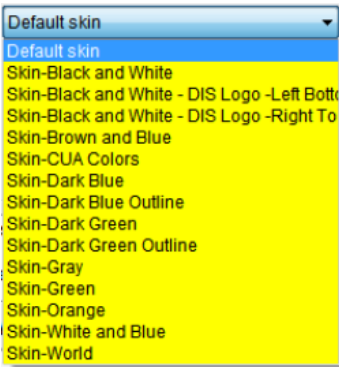 Default skin
Default skin
Skin-Black and White
Skin-Black and White - DIS Logo -Left Botto
Skin-Black and White - DIS Logo -Right To
Skin-Brown and Blue
Skin-CUA Colors
Skin-Dark Blue
Skin-Dark Blue Outline
Skin-Dark Green
Skin-Dark Green Outline
Skin-Gray
Skin-Green
Skin-Orange
Skin-White and Blue
Skin-World